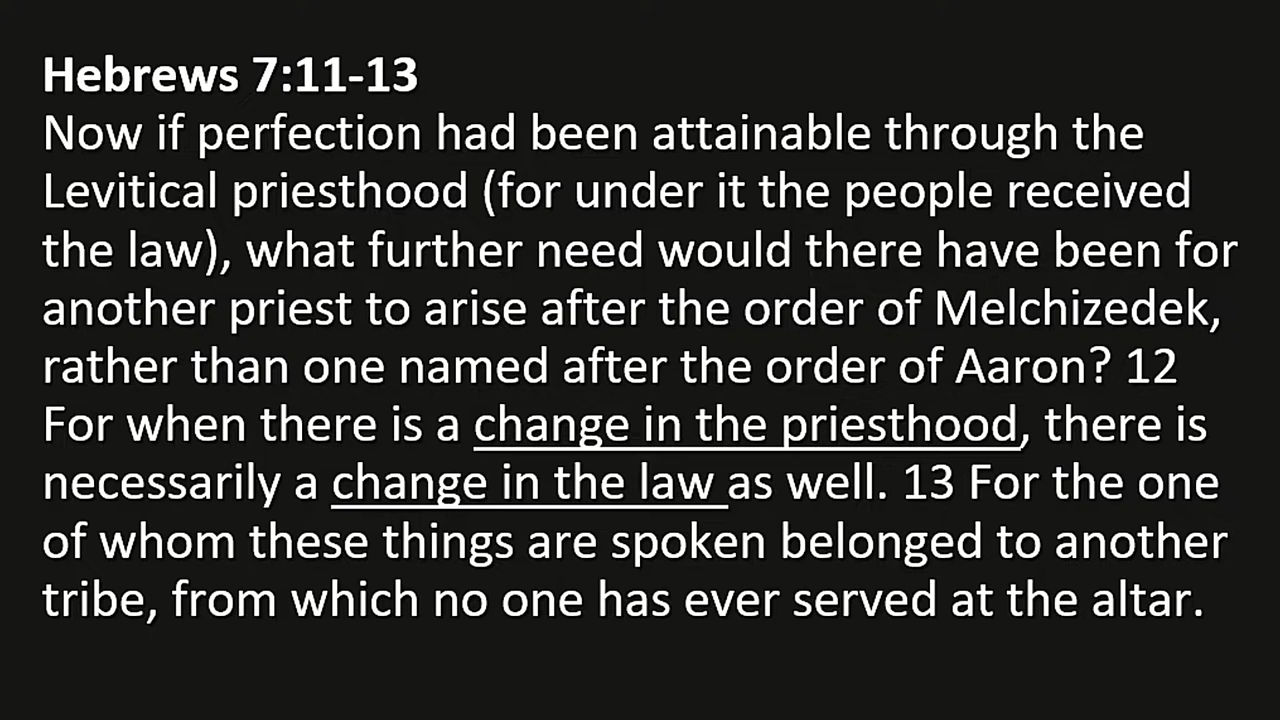 Hebrews 7:11-13
Now if perfection had been attainable through the
Levitical priesthood (for under it the people received
the law), what further need would there have been for
another priest to arise after the order of Melchizedek,
rather than one named after the order of Aaron? 12
For when there is a change in the priesthood, there is
necessarily a change in the law as well. 13 For the one
of whom these things are spoken belonged to another
tribe, from which no one has ever served at the altar.